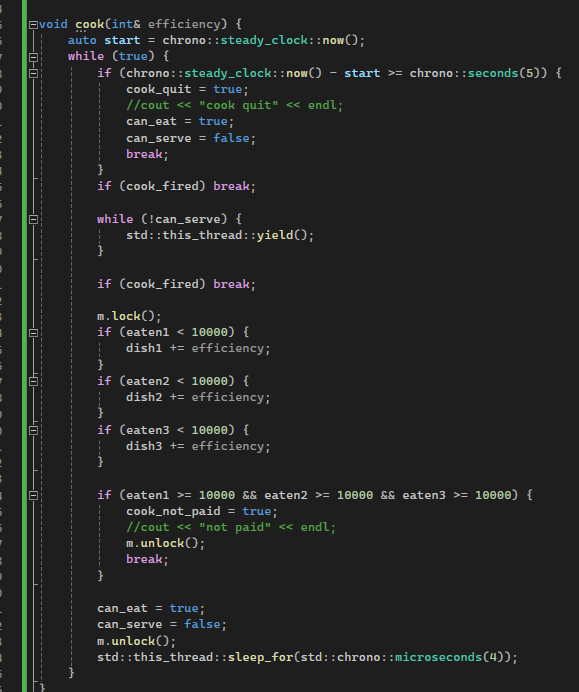 void cook(int& efficiency) {
    auto start = chrono::steady_clock::now();
    while (true) {
        if (chrono::steady_clock::now() - start >= chrono::seconds(5)) {
            cook_quit = true;
            //cout << "cook quit" << endl;
            can_eat = true;
            can_serve = false;
            break;
        }
        if (cook_fired) break;

        while (!can_serve) {
            std::this_thread::yield();
        }

        if (cook_fired) break;

        m.lock();
        if (eaten1 < 10000) {
            dish1 += efficiency;
        }
        if (eaten2 < 10000) {
            dish2 += efficiency;
        }
        if (eaten3 < 10000) {
            dish3 += efficiency;
        }

        if (eaten1 >= 10000 && eaten2 >= 10000 && eaten3 >= 10000) {
            cook_not_paid = true;
            //cout << "not paid" << endl;
            m.unlock();
            break;
        }

        can_eat = true;
        can_serve = false;
        m.unlock();
        std::this_thread::sleep_for(std::chrono::microseconds(4));
    }
}